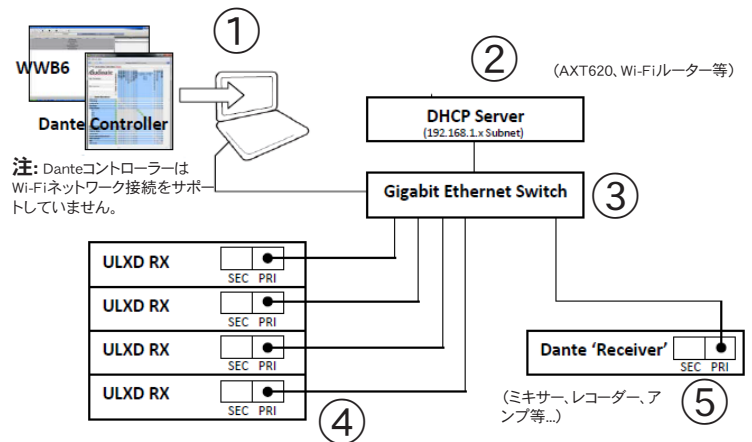 ①
WWB6
Audinate
Dante Controller
注: Danteコントローラーは
Wi-Fiネットワーク接続をサポー
トしていません。
②
(AXT620、Wi-Fiルーター等)
DHCP Server
(192.168.1.x Subnet)
Gigabit Ethernet Switch
③
ULXD RX
SEC PRI
ULXD RX
SEC PRI
ULXD RX
SEC PRI
ULXD RX
SEC PRI
④
Dante ‘Receiver’
SEC PRI
(ミキサー、レコーダー、ア
ンプ等...)
⑤